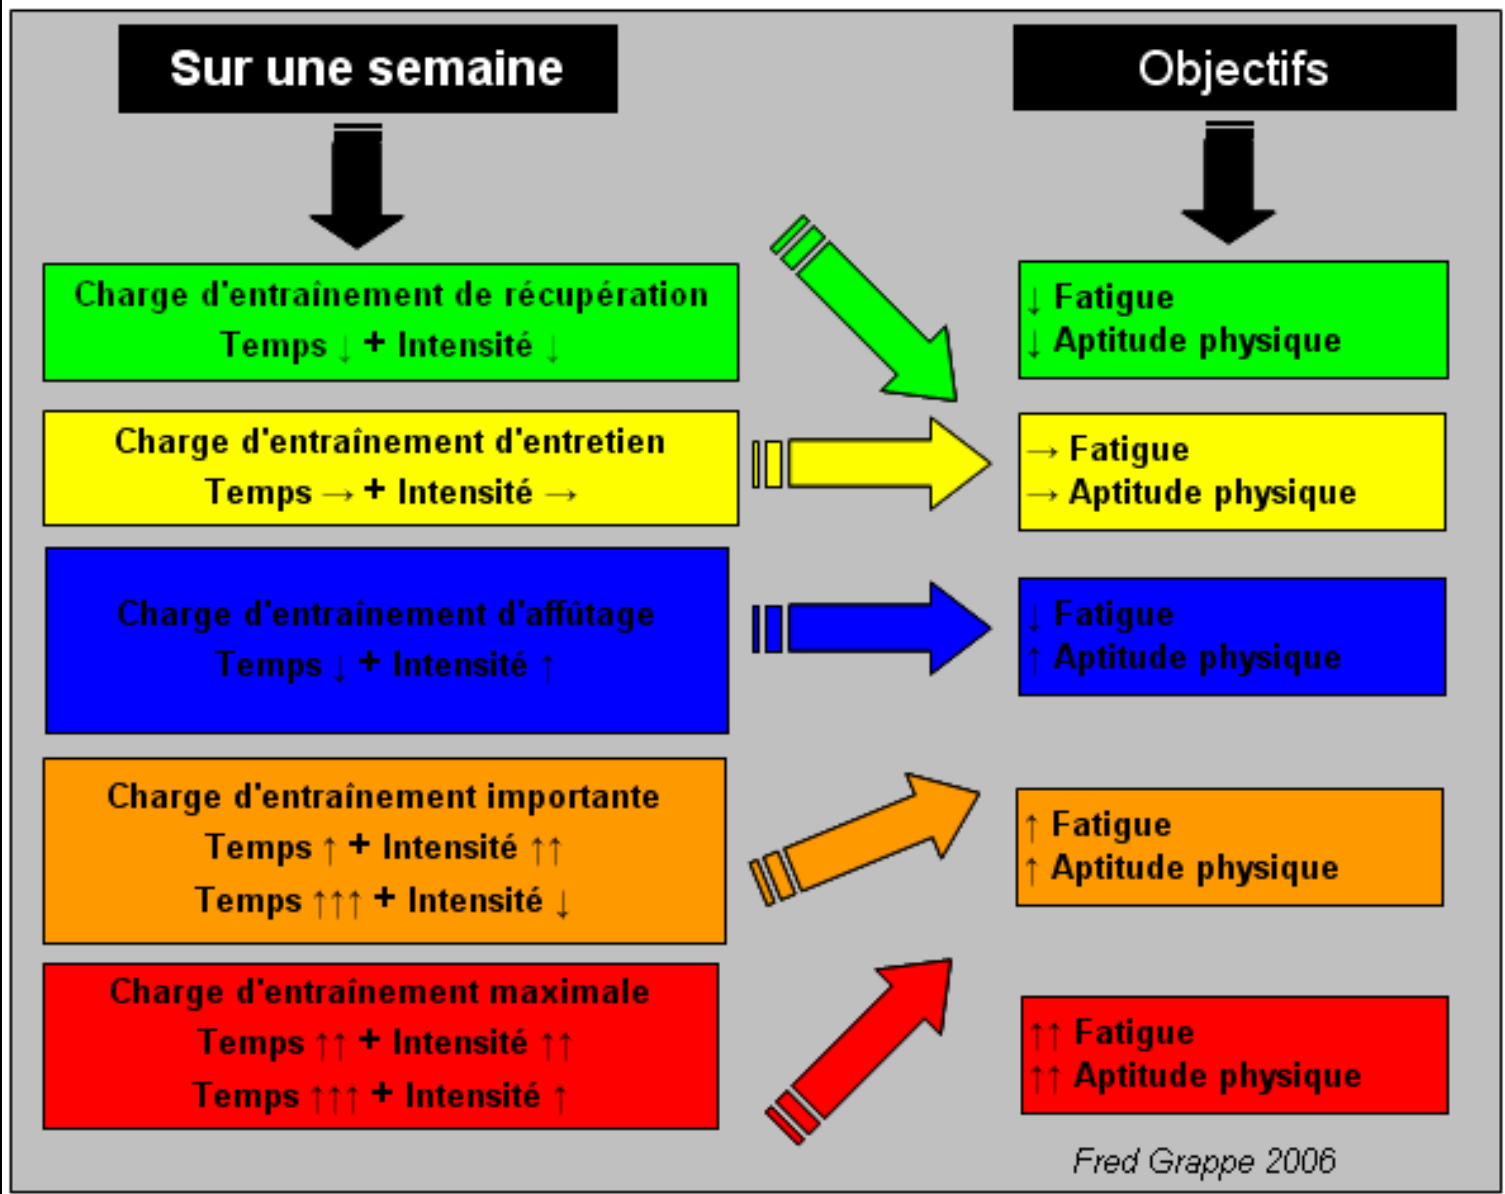 Sur une semaine
Objectifs
Charge d'entraînement de récupération
Temps ↓ + Intensité ↓
↓ Fatigue
↓ Aptitude physique
Charge d'entraînement d'entretien
Temps → + Intensité →
→ Fatigue
→ Aptitude physique
Charge d'entraînement d'affûtage
Temps ↓ + Intensité ↑
↓ Fatigue
↑ Aptitude physique
Charge d'entraînement importante
Temps ↑ + Intensité ↑↑
Temps ↑↑↑ + Intensité ↓
↑ Fatigue
↑ Aptitude physique
Charge d'entraînement maximale
Temps ↑↑ + Intensité ↑↑
Temps ↑↑↑ + Intensité ↑
↑↑ Fatigue
↑↑ Aptitude physique
Fred Grappe 2006